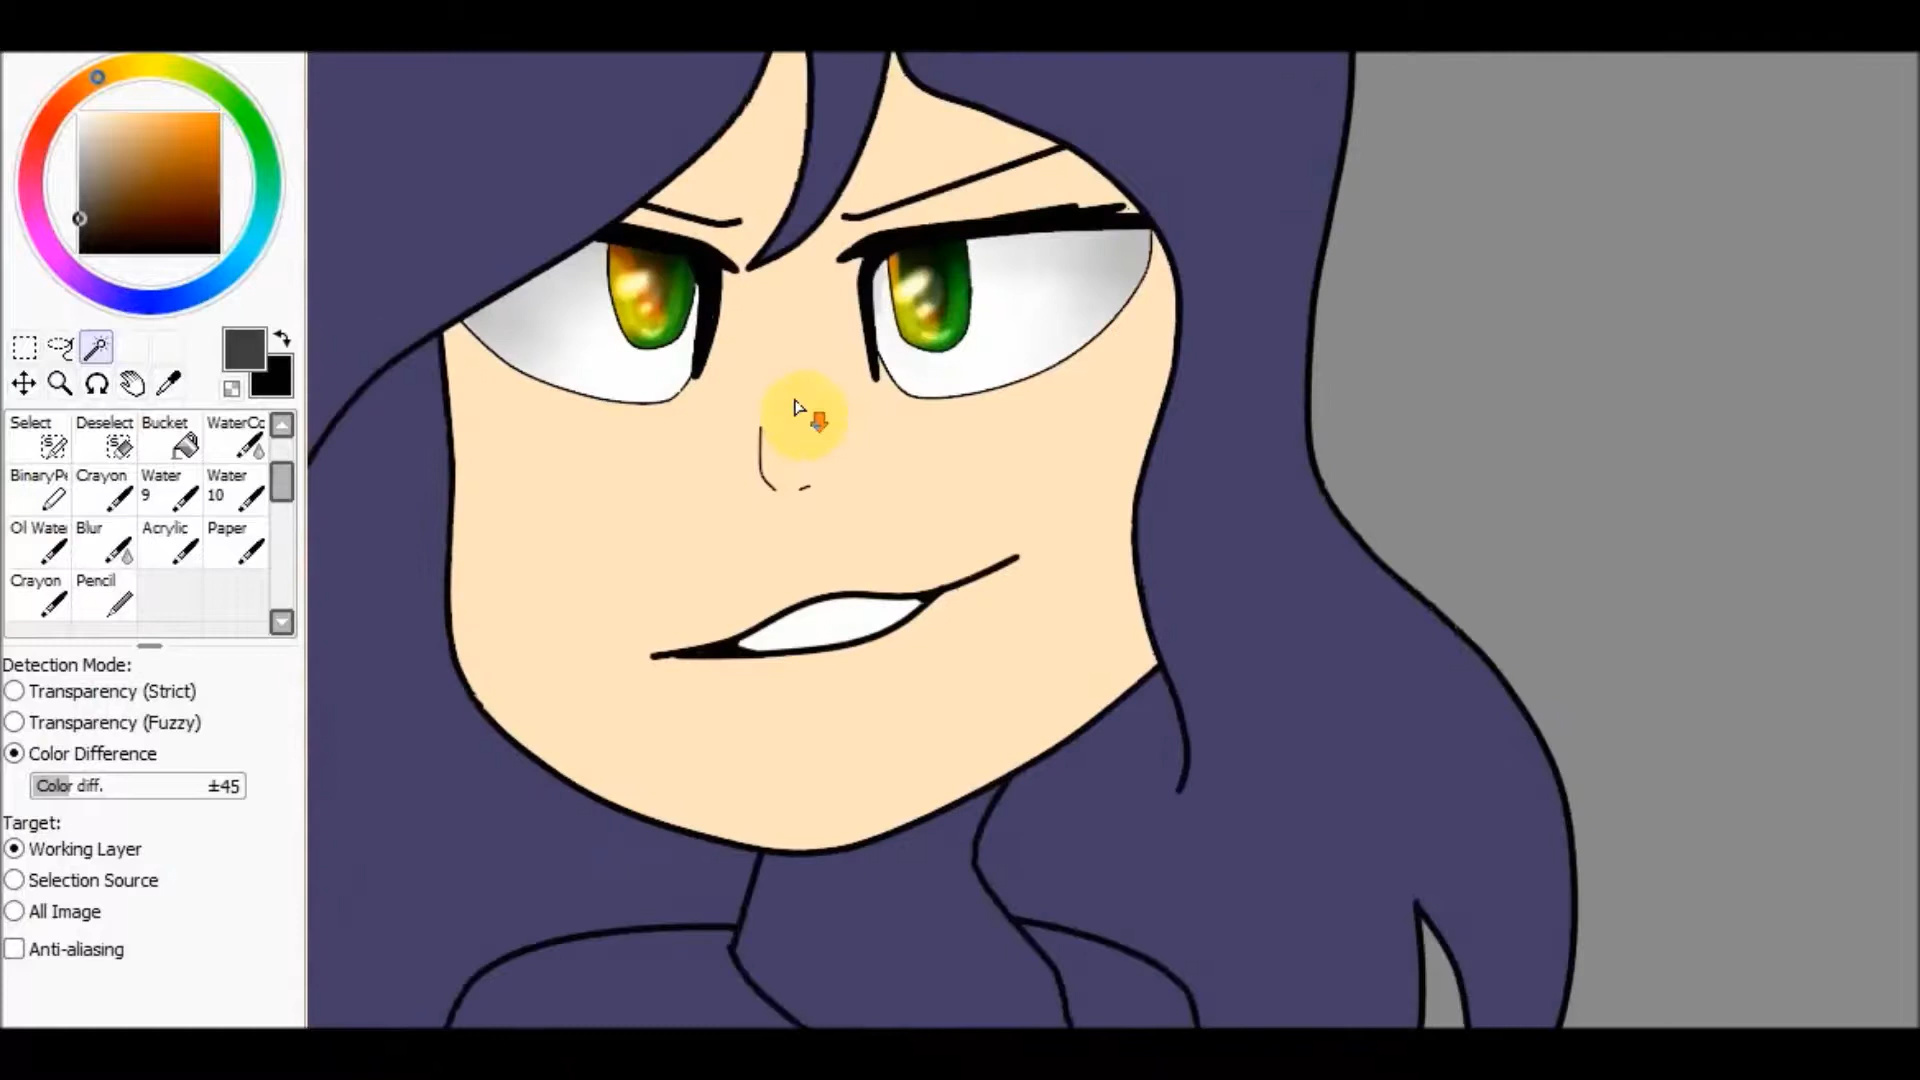 Select Deselect Bucket WaterCo
BinaryPe Crayon Water Water
9 10
Oil Wate Blur Acrylic Paper
Crayon Pencil
Detection Mode:
Transparency (Strict)
Transparency (Fuzzy)
Color Difference
Color diff. ±45
Target:
Working Layer
Selection Source
All Image
Anti-aliasing